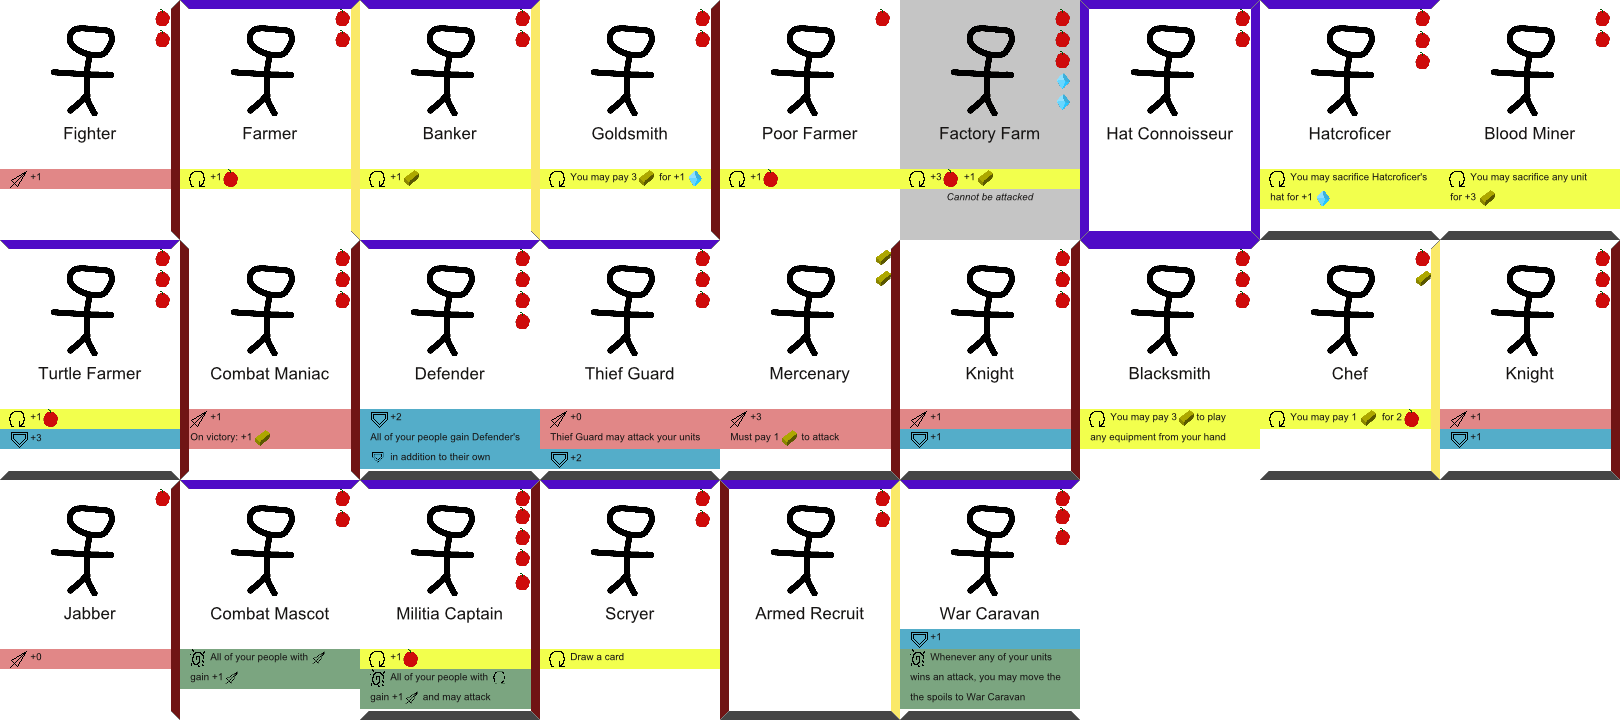 Fighter
+1
Farmer
+1
Banker
+1
Goldsmith
You may pay 3 for +1
Poor Farmer
+1
Factory Farm
+3 +1
Cannot be attacked
Hat Connoisseur
Hatcroficer
You may sacrifice Hatcroficer's
hat for +1
Blood Miner
You may sacrifice any unit
for +3
Turtle Farmer
+1
+3
Combat Maniac
+1
On victory: +1
Defender
+2
All of your people gain Defender's
in addition to their own
Thief Guard
+0
Thief Guard may attack your units
+2
Mercenary
+3
Must pay 1 to attack
Knight
+1
+1
Blacksmith
You may pay 3 to play
any equipment from your hand
Chef
You may pay 1 for 2
Knight
+1
+1
Jabber
+0
Combat Mascot
All of your people with
gain +1
Militia Captain
+1
All of your people with
gain +1 and may attack
Scryer
Draw a card
Armed Recruit
War Caravan
+1
Whenever any of your units
wins an attack, you may move the
the spoils to War Caravan